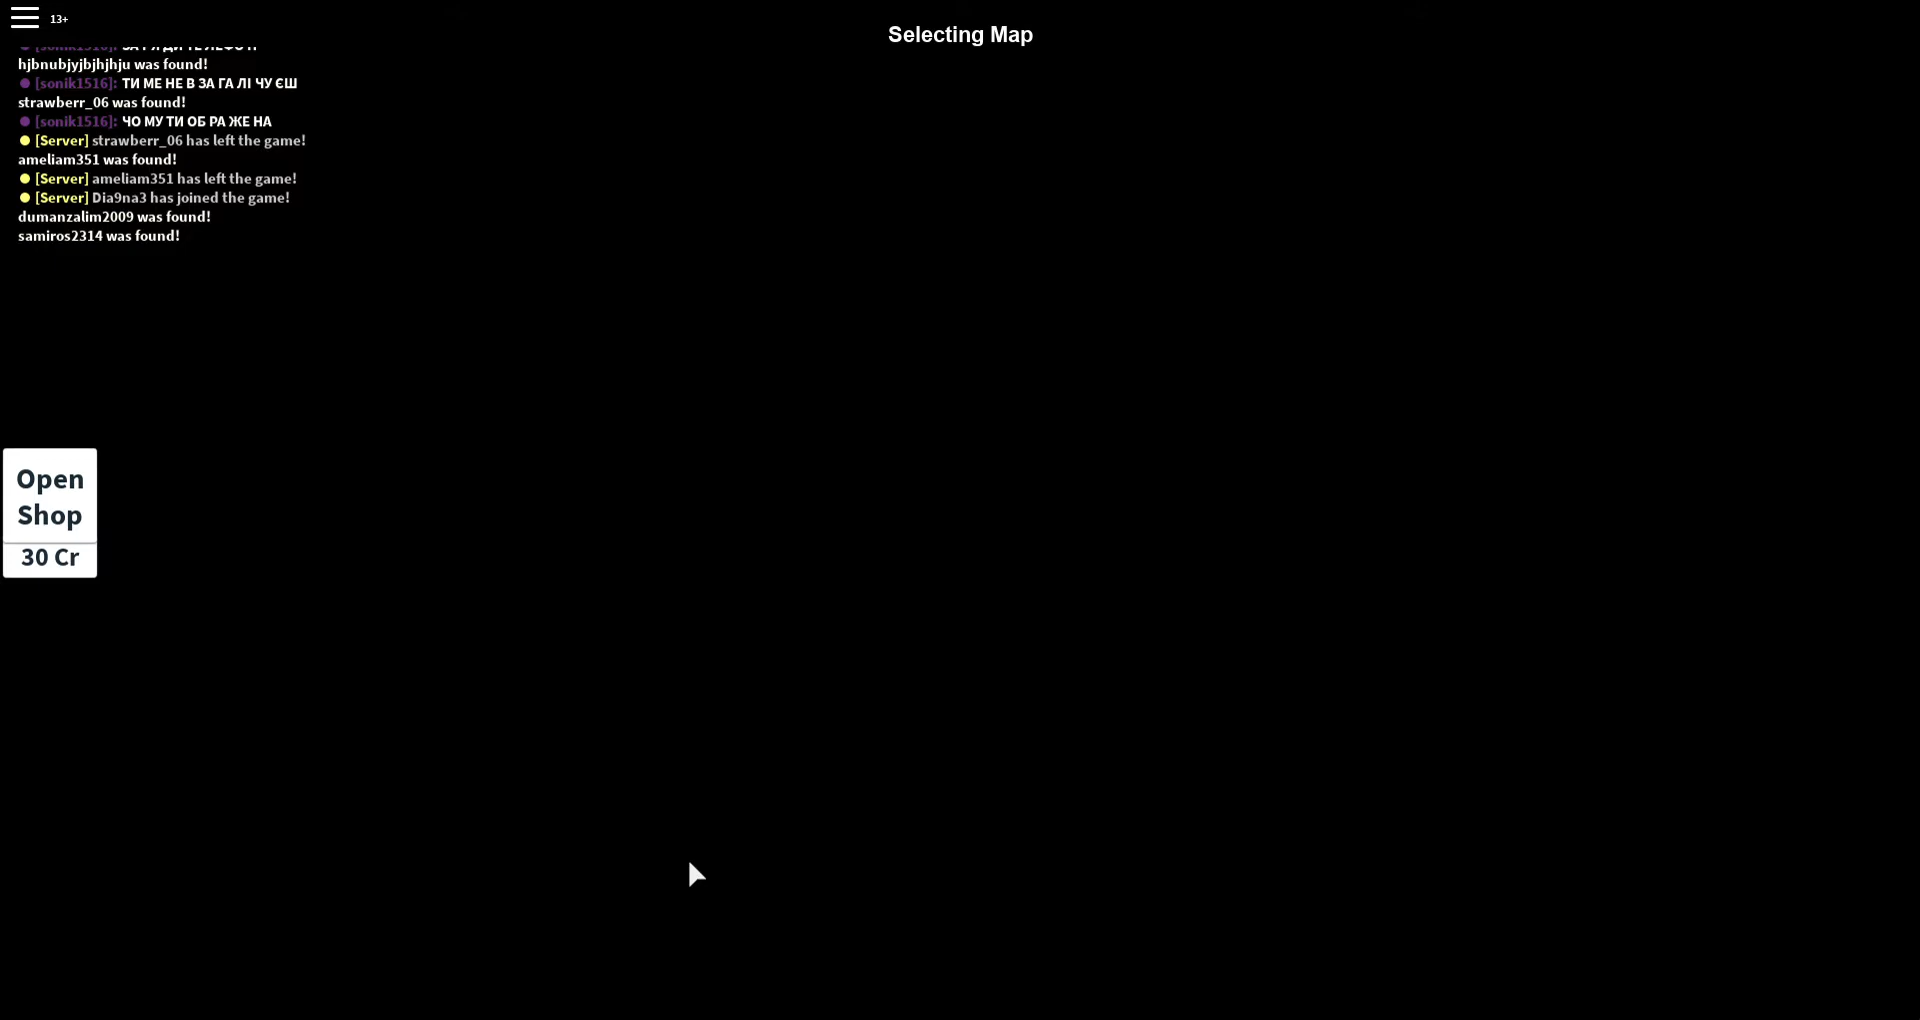 13+
Selecting Map
hjbnubjyjbjhjhju was found!
[sonik1516]: ТИ МЕ НЕ В ЗА ГА ЛІ ЧУ ЄШ
strawberr_06 was found!
[sonik1516]: ЧО МУ ТИ ОБ РА ЖЕ НА
[Server] strawberr_06 has left the game!
ameliam351 was found!
[Server] ameliam351 has left the game!
[Server] Dia9na3 has joined the game!
dumanzalim2009 was found!
samiros2314 was found!
Open
Shop
30 Cr